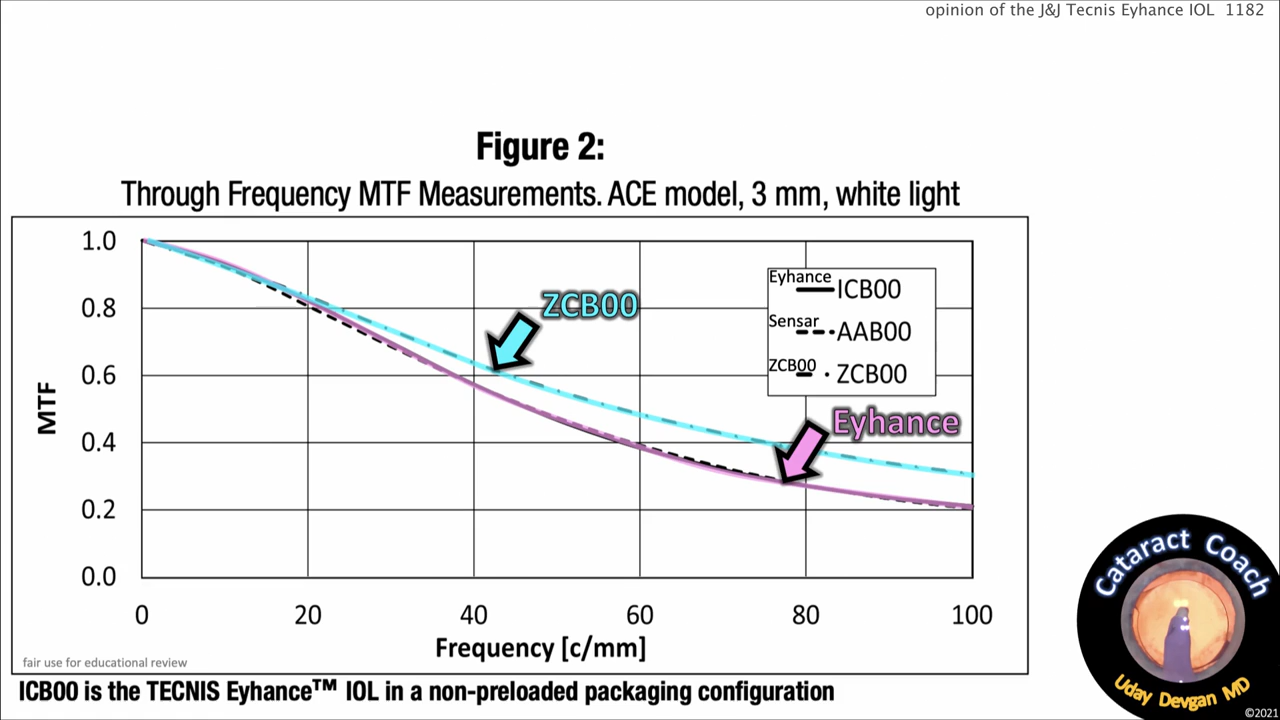 opinion of the J&J Tecnis Eyhance IOL 1182
Figure 2:
Through Frequency MTF Measurements. ACE model, 3 mm, white light
1.0
0.8
0.6
0.4
0.2
0.0
MTF
ZCB00
Eyhance
ICB00
Sensar
AAB00
ZCB00
ZCB00
Eyhance
0 20 40 60 80 100
Frequency [c/mm]
fair use for educational review
ICB00 is the TECNIS Eyhance™ IOL in a non-preloaded packaging configuration
Cataract Coach
Uday Devgan MD
©2021